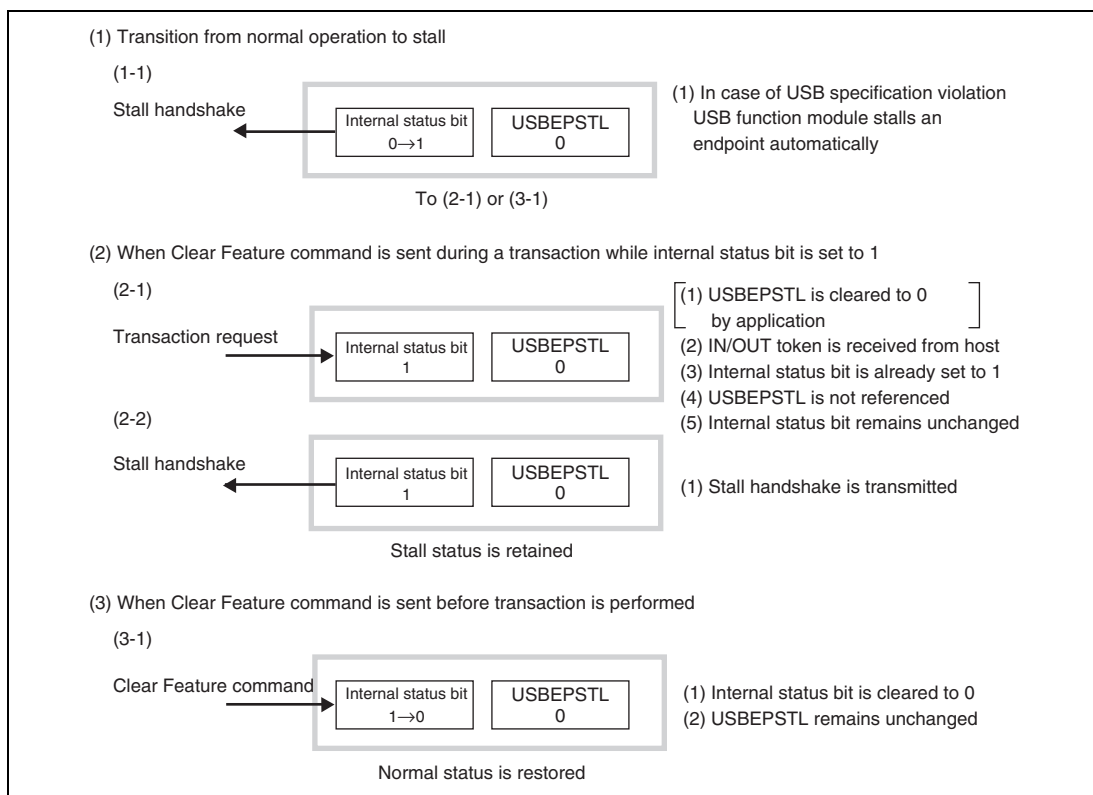 (1) Transition from normal operation to stall
(1-1)
Stall handshake
Internal status bit
0→1
USBEPSTL
0
(1) In case of USB specification violation
USB function module stalls an
endpoint automatically
To (2-1) or (3-1)
(2) When Clear Feature command is sent during a transaction while internal status bit is set to 1
(2-1)
Transaction request
Internal status bit
1
USBEPSTL
0
(1) USBEPSTL is cleared to 0
by application
(2) IN/OUT token is received from host
(3) Internal status bit is already set to 1
(4) USBEPSTL is not referenced
(5) Internal status bit remains unchanged
(2-2)
Stall handshake
Internal status bit
1
USBEPSTL
0
(1) Stall handshake is transmitted
Stall status is retained
(3) When Clear Feature command is sent before transaction is performed
(3-1)
Clear Feature command
Internal status bit
1→0
USBEPSTL
0
(1) Internal status bit is cleared to 0
(2) USBEPSTL remains unchanged
Normal status is restored